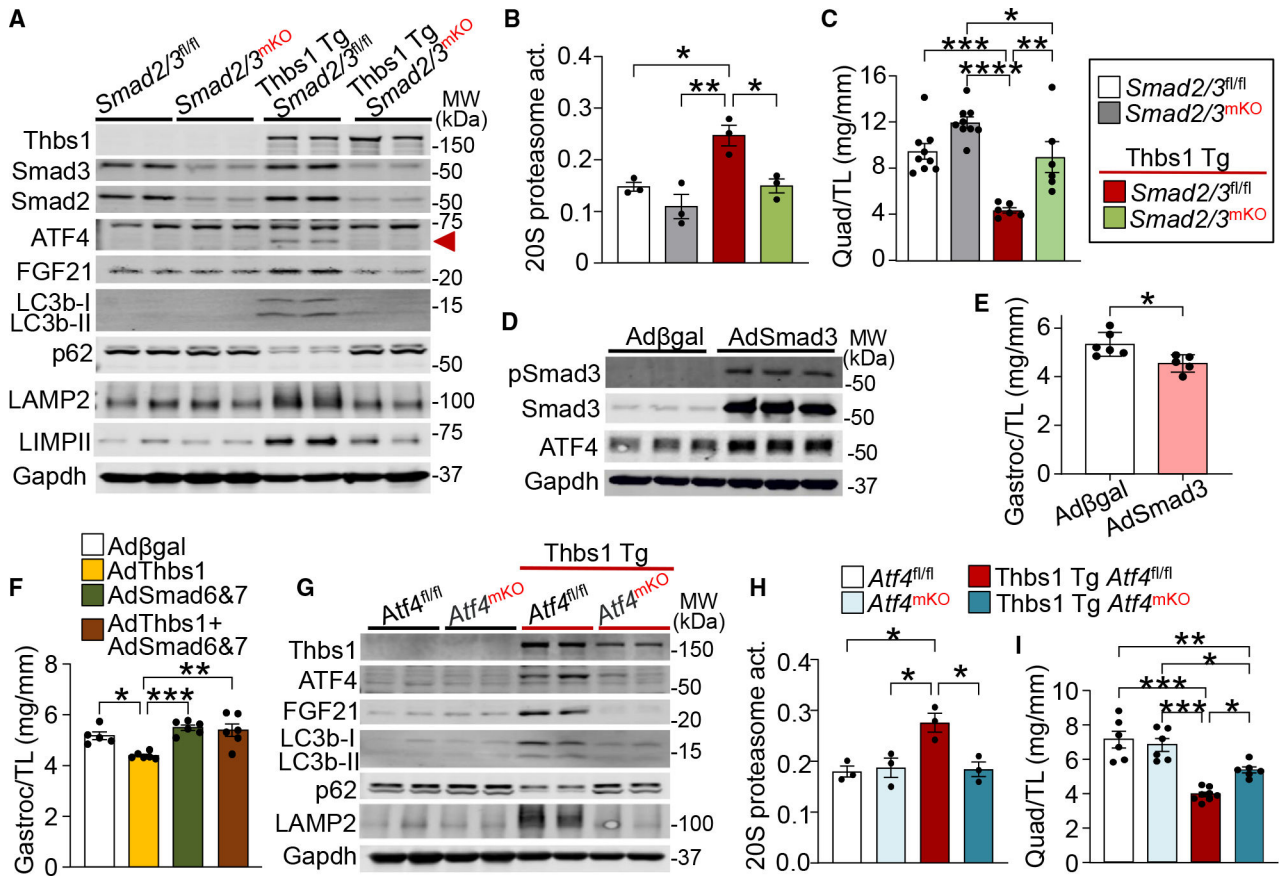 A
Smad2/3fl/fl
Smad2/3mKO
Thbs1 Tg
Smad2/3fl/fl
Thbs1 Tg
Smad2/3mKO
MW
(kDa)
Thbs1
-150
Smad3
-50
Smad2
-50
-75
ATF4
FGF21
-20
LC3b-I
-15
LC3b-II
p62
-50
LAMP2
-100
LIMPII
-75
Gapdh
-37
B
20S proteasome act.
0.4
0.3
0.2
0.1
0
*
**
*
C
Quad/TL (mg/mm)
16
12
8
4
0
*
***
**
****
Smad2/3fl/fl
Smad2/3mKO
Thbs1 Tg
Smad2/3fl/fl
Smad2/3mKO
D
Adβgal
AdSmad3
MW
(kDa)
pSmad3
-50
Smad3
-50
ATF4
-50
Gapdh
-37
E
Gastroc/TL (mg/mm)
6
4
2
0
*
Adβgal
AdSmad3
F
Adβgal
AdThbs1
AdSmad6&7
AdThbs1+
AdSmad6&7
Gastroc/TL (mg/mm)
8
6
4
2
0
**
*
***
G
Thbs1 Tg
Atf4fl/fl
Atf4mKO
Atf4fl/fl
Atf4mKO
MW
(kDa)
Thbs1
-150
ATF4
-50
FGF21
-20
LC3b-I
-15
LC3b-II
p62
LAMP2
-100
Gapdh
-37
H
Atf4fl/fl
Atf4mKO
Thbs1 Tg Atf4fl/fl
Thbs1 Tg Atf4mKO
20S proteasome act.
0.4
0.3
0.2
0.1
0.0
*
*
*
I
Quad/TL (mg/mm)
10
8
6
4
2
0
**
*
***
***
*